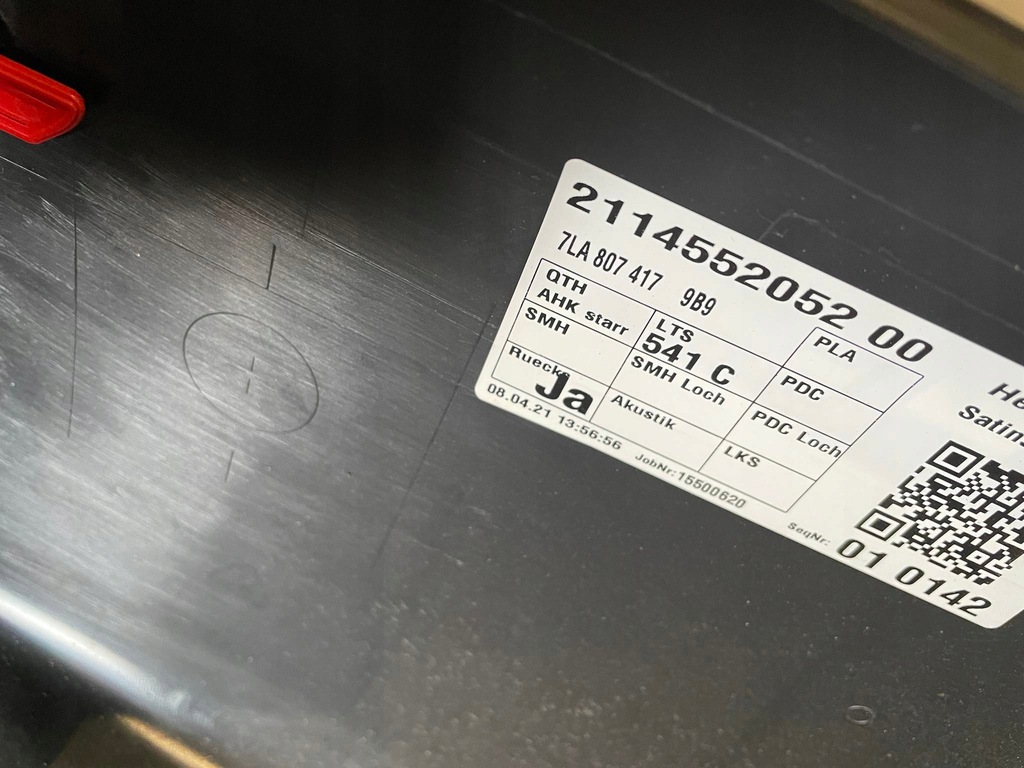 2114552052 00
7LA 807 417 9B9
QTH
AHK starr
LTS
541 C
PLA
SMH
SMH Loch
PDC
Ruecks
Ja
Akustik
PDC Loch
LKS
08.04.21 13:56:56 JobNr:15500620
SeqNr: 01 0142